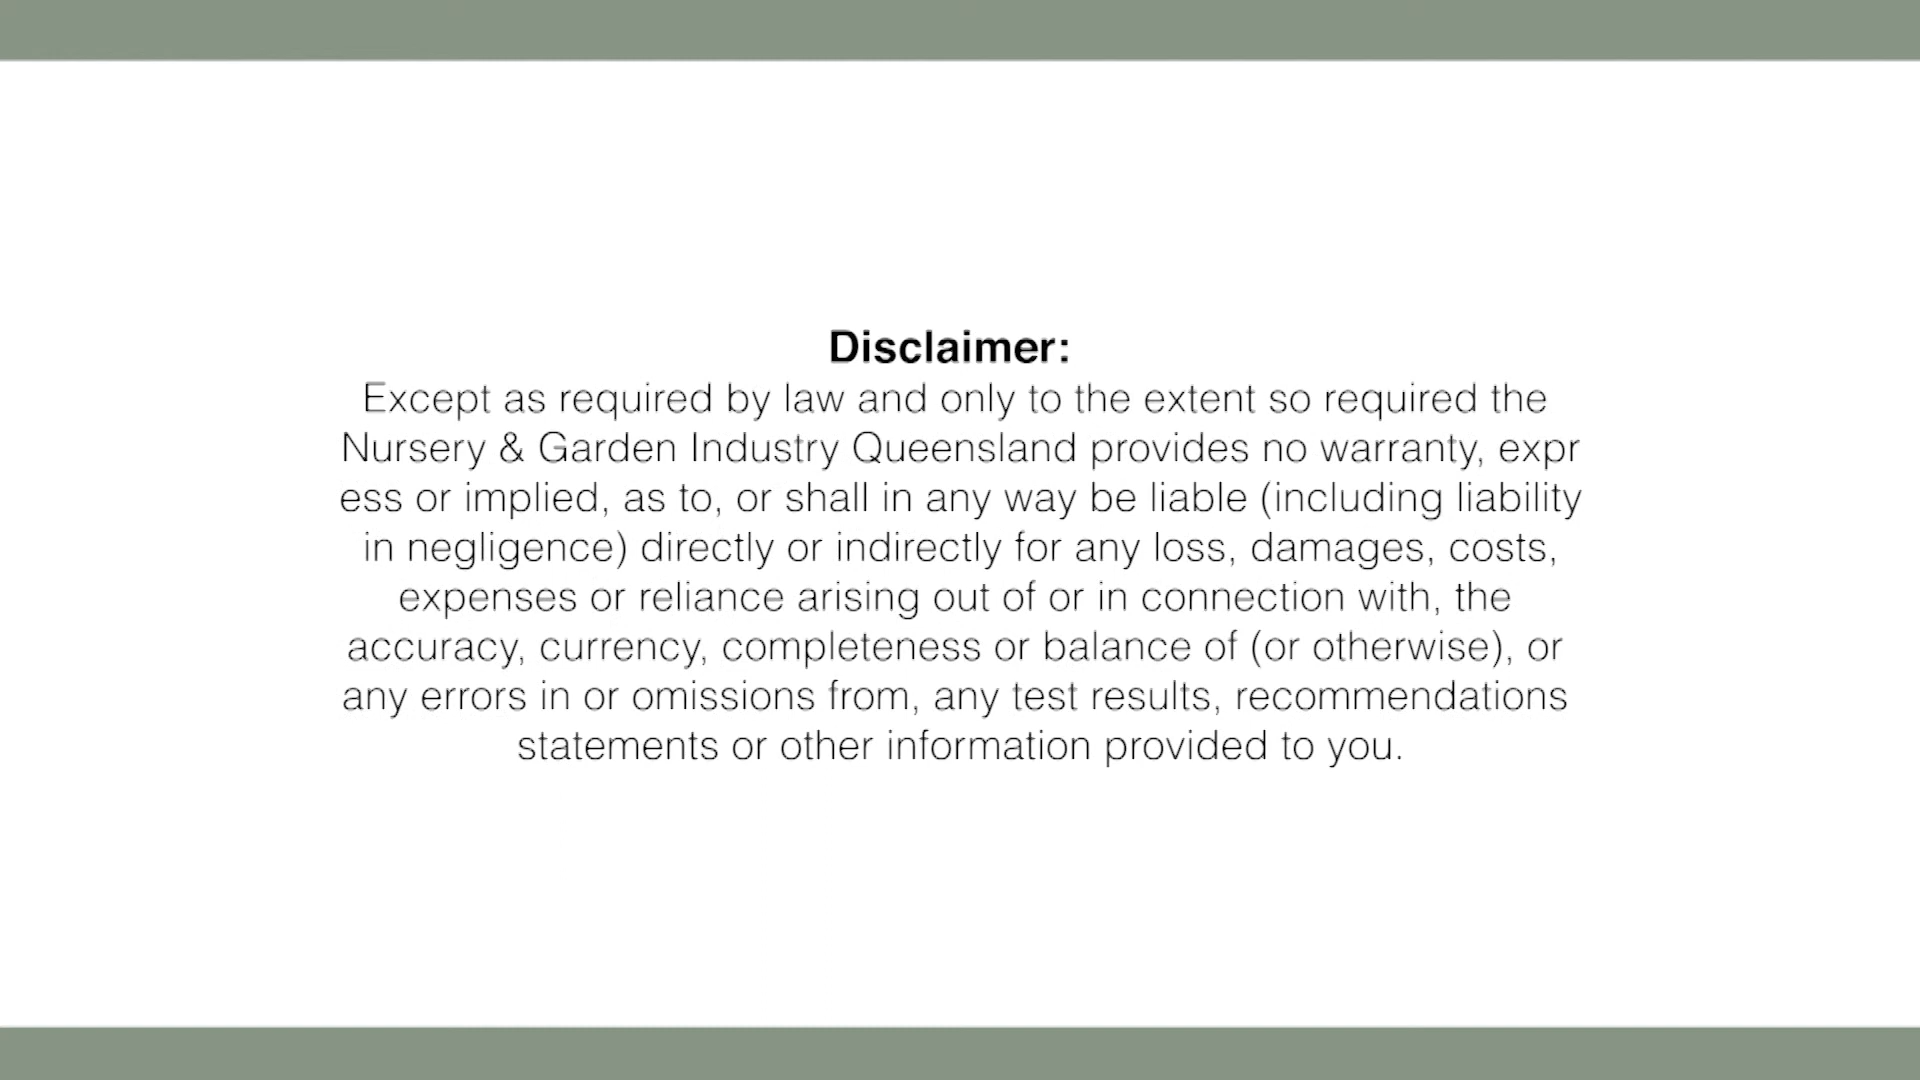 Disclaimer:
Except as required by law and only to the extent so required the
Nursery & Garden Industry Queensland provides no warranty, expr
ess or implied, as to, or shall in any way be liable (including liability
in negligence) directly or indirectly for any loss, damages, costs,
expenses or reliance arising out of or in connection with, the
accuracy, currency, completeness or balance of (or otherwise), or
any errors in or omissions from, any test results, recommendations
statements or other information provided to you.